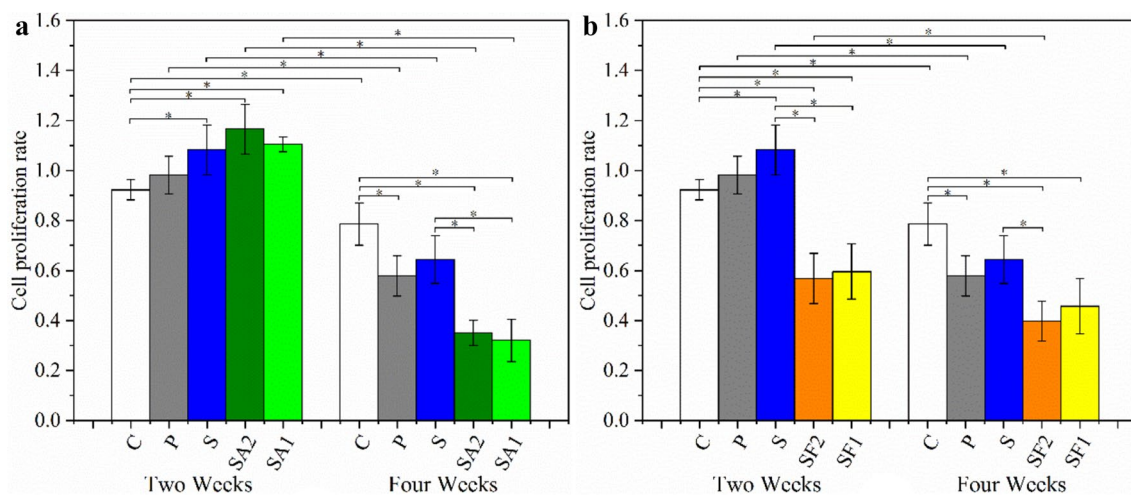 a
1.6
1.4
1.2
1.0
0.8
0.6
0.4
0.2
0.0
Cell proliferation rate
* * * * * * * *
* * * * *
C P S SA2 SA1 C P S SA2 SA1
Two Weeks Four Weeks
b
1.6
1.4
1.2
1.0
0.8
0.6
0.4
0.2
0.0
Cell proliferation rate
* * * * * * * * *
* * * *
C P S SF2 SF1 C P S SF2 SF1
Two Weeks Four Weeks